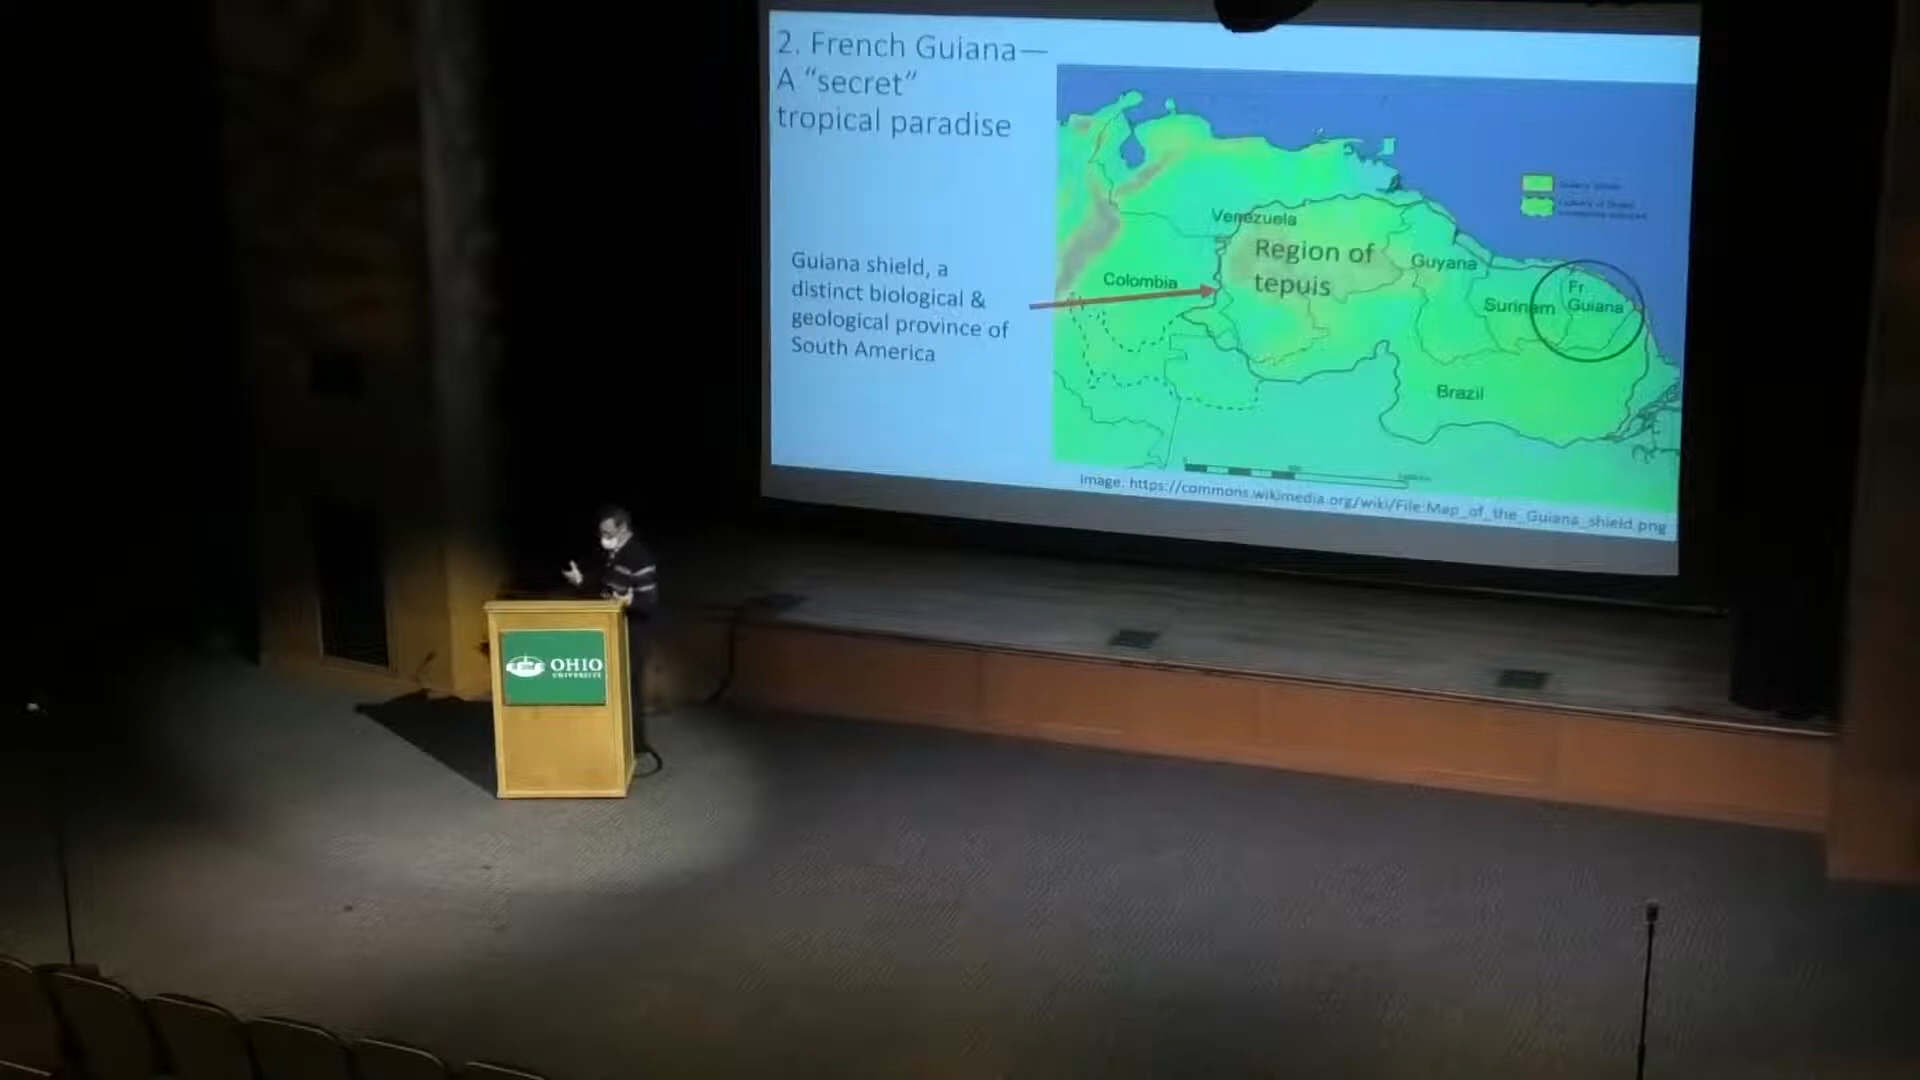 2. French Guiana—
A “secret”
tropical paradise
Guiana shield, a
distinct biological &
geological province of
South America
Venezuela
Region of
tepuis
Colombia
Guyana
Surinam
Fr
Guiana
Brazil
Image: https://commons.wikimedia.org/wiki/File:Map_of_the_Guiana_shield.png
OHIO
UNIVERSITY